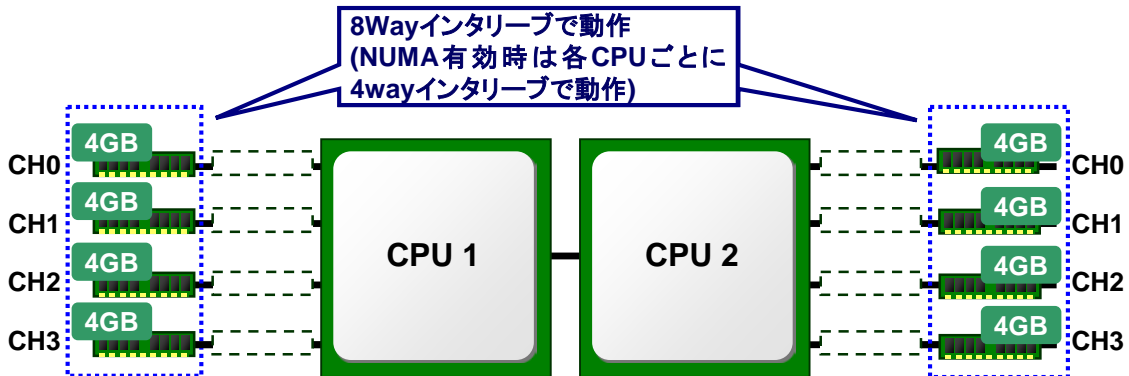 8Wayインタリーブで動作
(NUMA有効時は各CPUごとに
4wayインタリーブで動作)
CH0
4GB
CH1
4GB
CH2
4GB
CH3
4GB
CPU 1
CPU 2
4GB
CH0
4GB
CH1
4GB
CH2
4GB
CH3